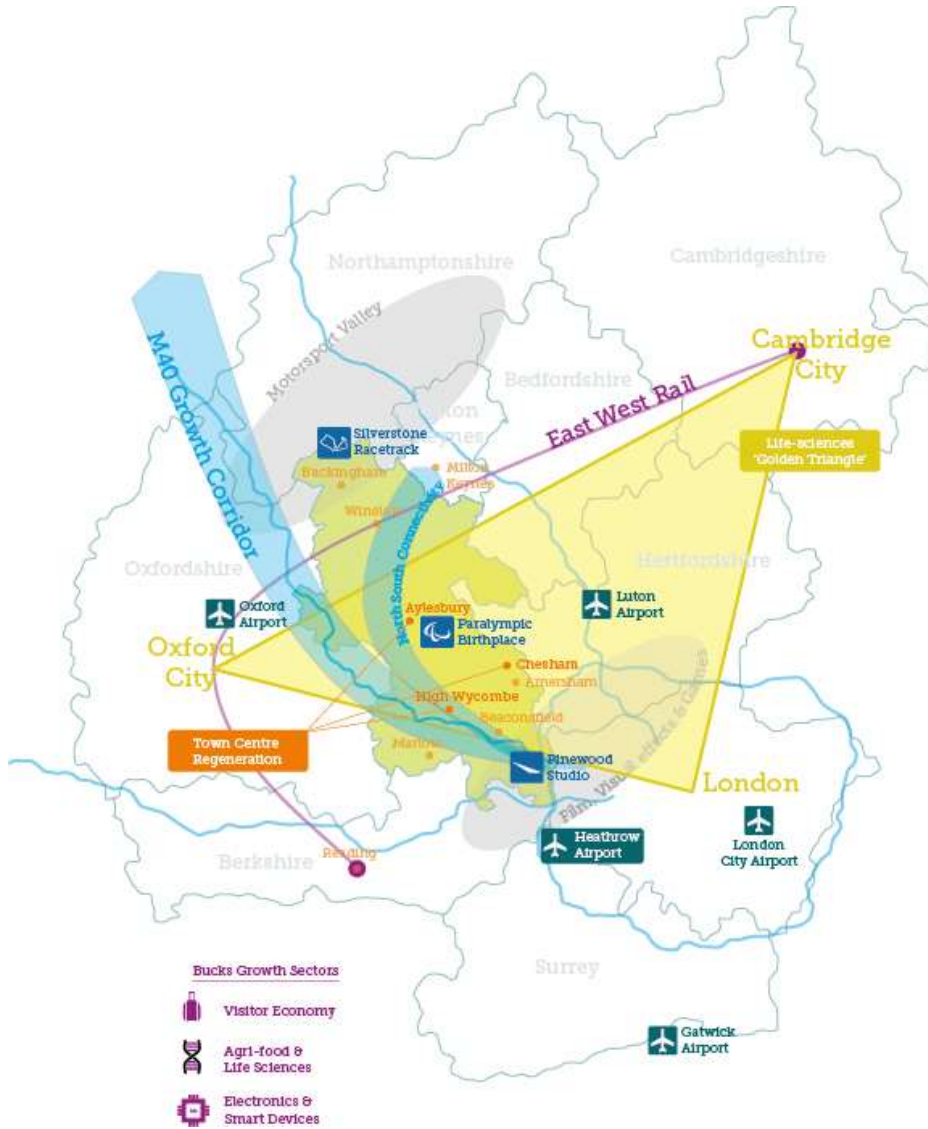 Northamptonshire
Cambridgeshire
Motorsport Valley
M40 Growth Corridor
Cambridge
City
Bedfordshire
East West Rail
Silverstone
Racetrack
Life-sciences
'Golden Triangle'
Buckingham
Milton
Keynes
Winslow
North South Connectivity
Oxfordshire
Hertfordshire
Oxford
Airport
Luton
Airport
Aylesbury
Paralympic
Birthplace
Oxford
City
Chesham
Amersham
High Wycombe
Beaconsfield
Town Centre
Regeneration
Marlow
Pinewood
Studio
Film, Visual effects & Games
London
Heathrow
Airport
London
City Airport
Reading
Berkshire
Surrey
Gatwick
Airport
Bucks Growth Sectors
Visitor Economy
Agri-food &
Life Sciences
Electronics &
Smart Devices